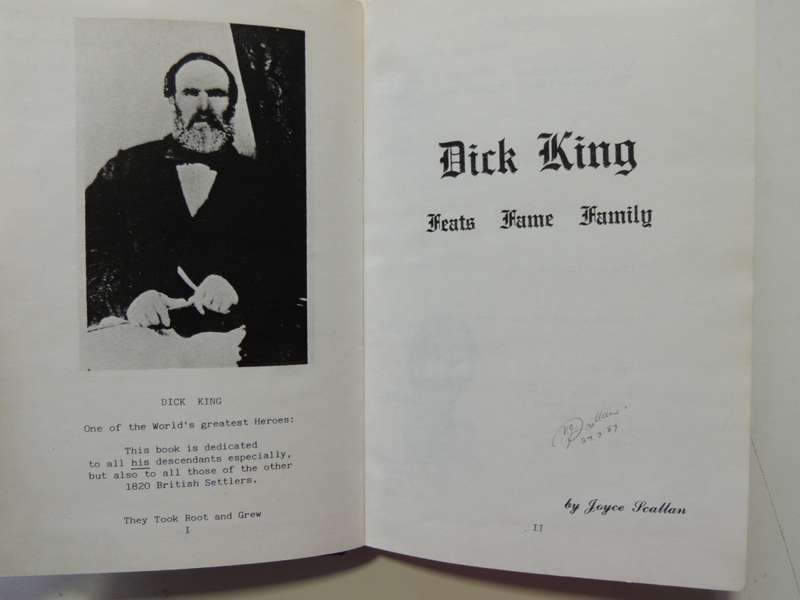 DICK KING
One of the World's greatest Heroes:
This book is dedicated
to all his descendants especially,
but also to all those of the other
1820 British Settlers.
They Took Root and Grew
I
Dick King
Feats Fame Family
Scallan
by Joyce Scallan
II